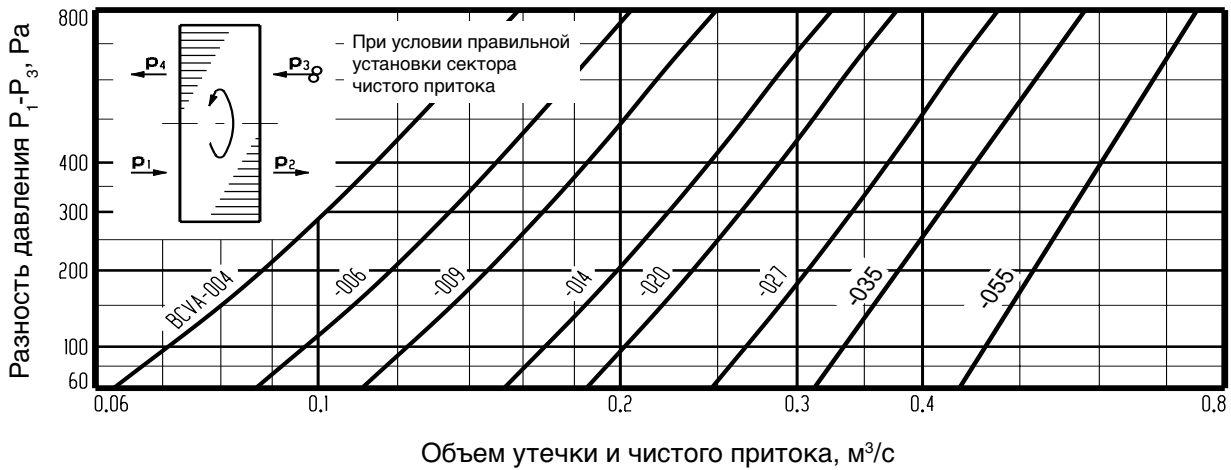 Разность давления P₁-P₃, Pa
800
400
300
200
100
60
p₄
p₃
p₁
p₂
При условии правильной
установки сектора
чистого притока
BCVA-004
-006
-009
-014
-020
-027
-035
-055
0.06
0.1
0.2
0.3
0.4
0.8
Объем утечки и чистого притока, м³/с